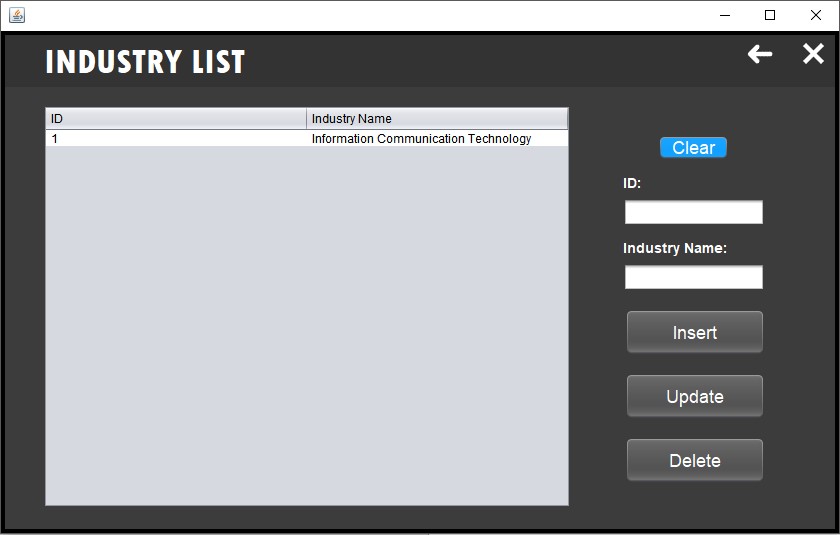 INDUSTRY LIST
ID Industry Name
1 Information Communication Technology
Clear
ID:
Industry Name:
Insert
Update
Delete